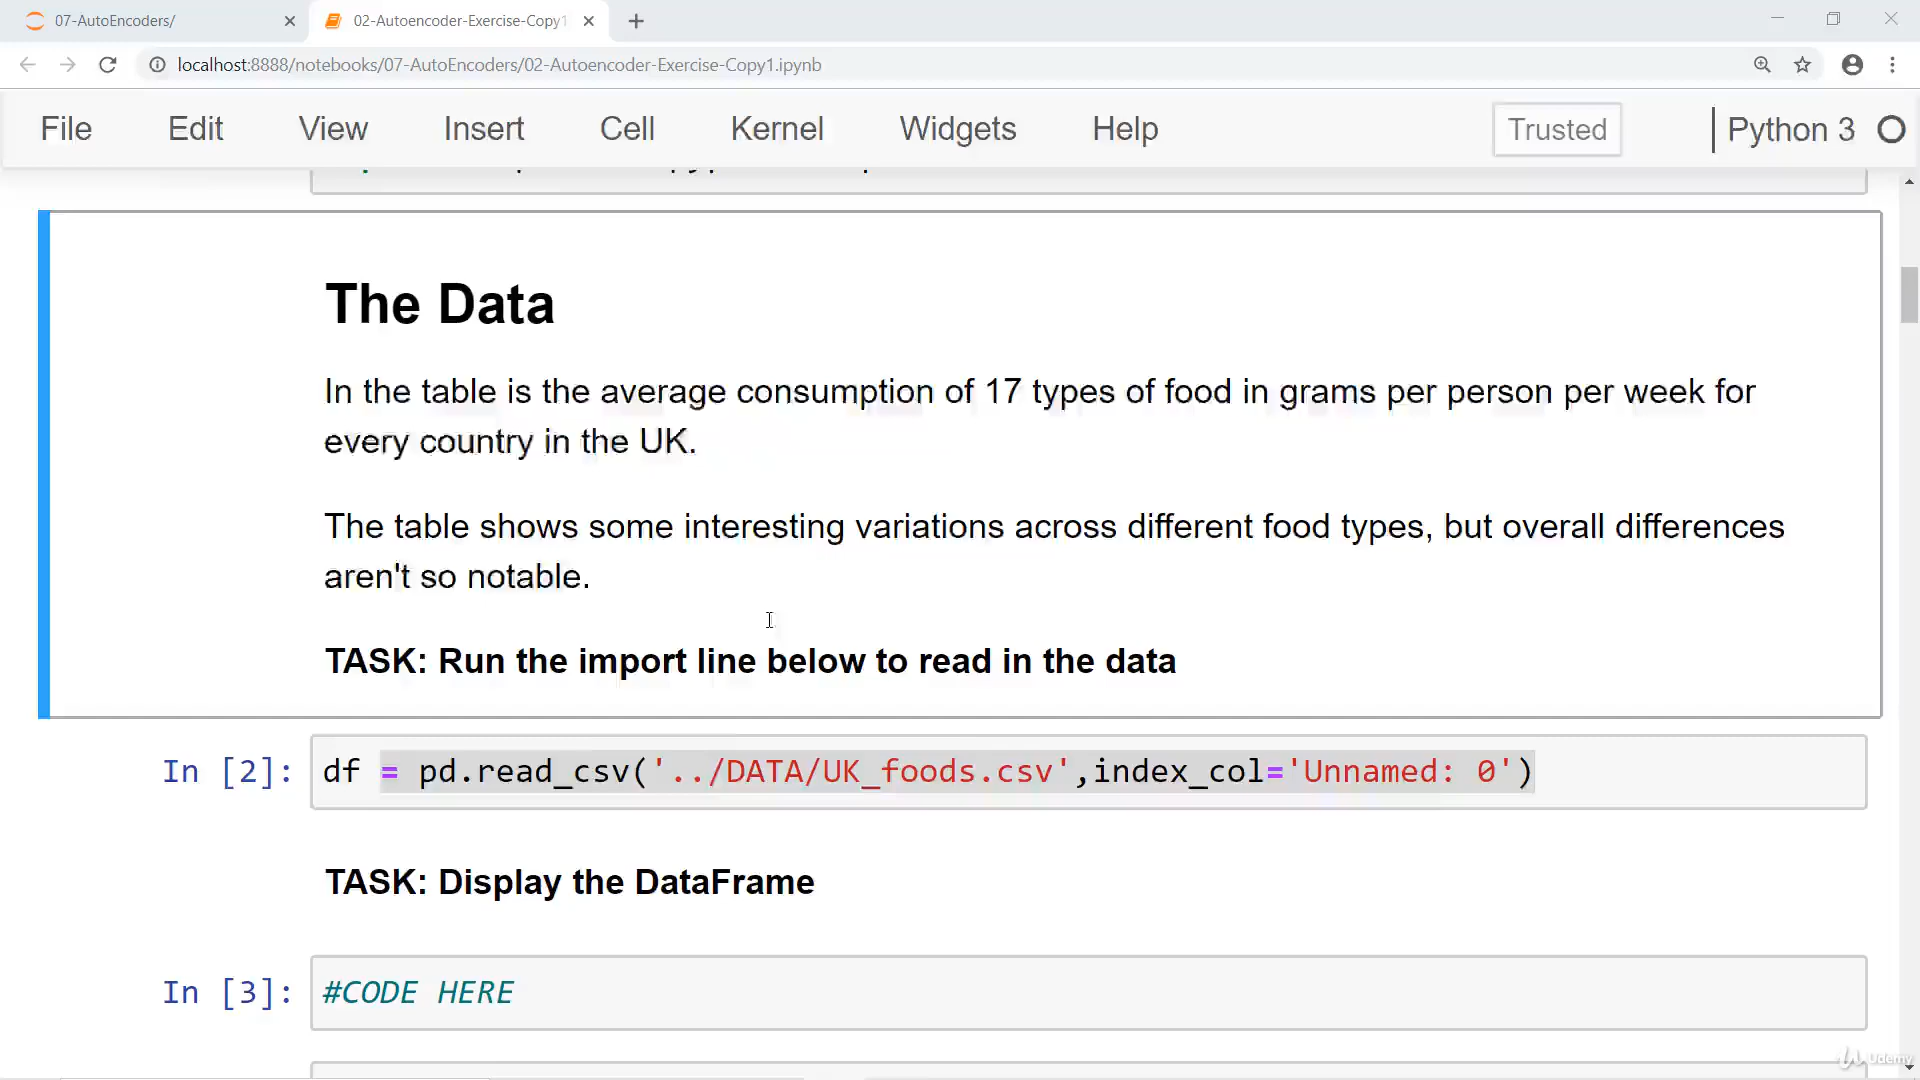 07-AutoEncoders/
02-Autoencoder-Exercise-Copy1
localhost:8888/notebooks/07-AutoEncoders/02-Autoencoder-Exercise-Copy1.ipynb
File Edit View Insert Cell Kernel Widgets Help Trusted Python 3
The Data
In the table is the average consumption of 17 types of food in grams per person per week for
every country in the UK.
The table shows some interesting variations across different food types, but overall differences
aren't so notable.
TASK: Run the import line below to read in the data
In [2]: df = pd.read_csv('../DATA/UK_foods.csv',index_col='Unnamed: 0')
TASK: Display the DataFrame
In [3]: #CODE HERE
Udemy